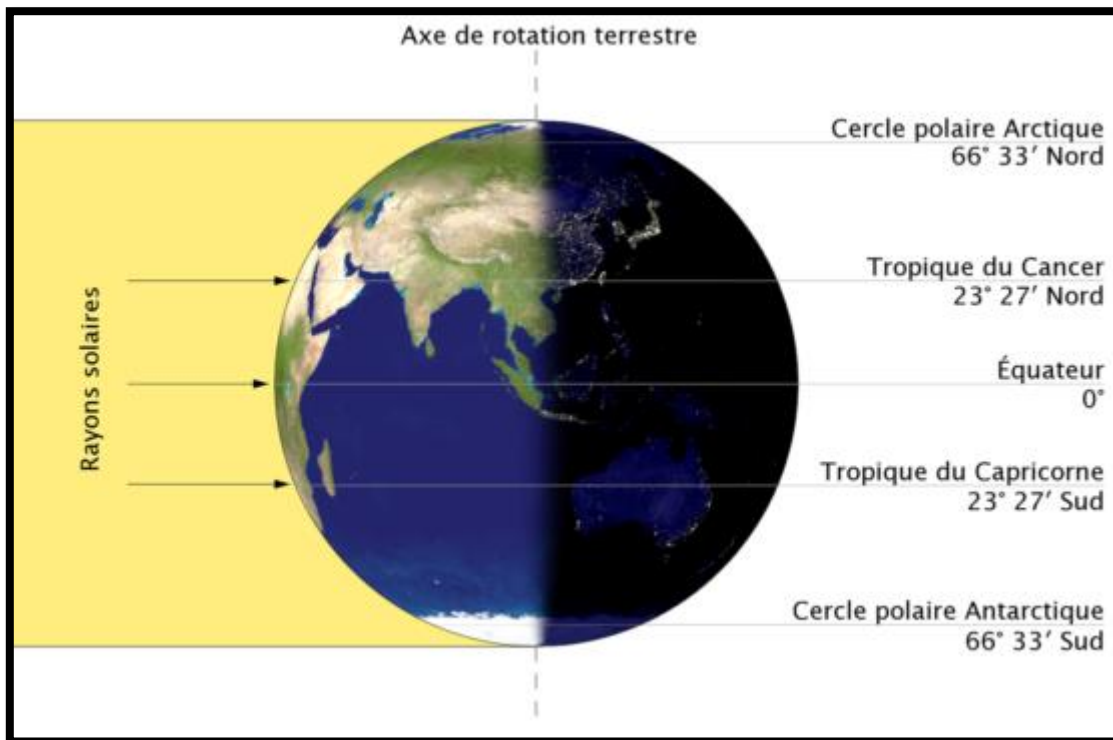 Axe de rotation terrestre
Cercle polaire Arctique
66° 33′ Nord
Tropique du Cancer
23° 27′ Nord
Rayons solaires
Équateur
0°
Tropique du Capricorne
23° 27′ Sud
Cercle polaire Antarctique
66° 33′ Sud